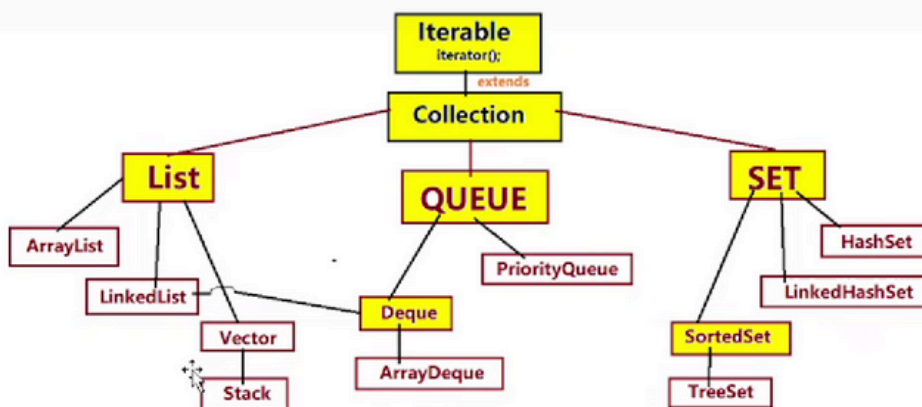 Iterable
iterator();
extends
Collection
List
QUEUE
SET
ArrayList
HashSet
PriorityQueue
LinkedList
LinkedHashSet
Deque
Vector
SortedSet
ArrayDeque
Stack
TreeSet